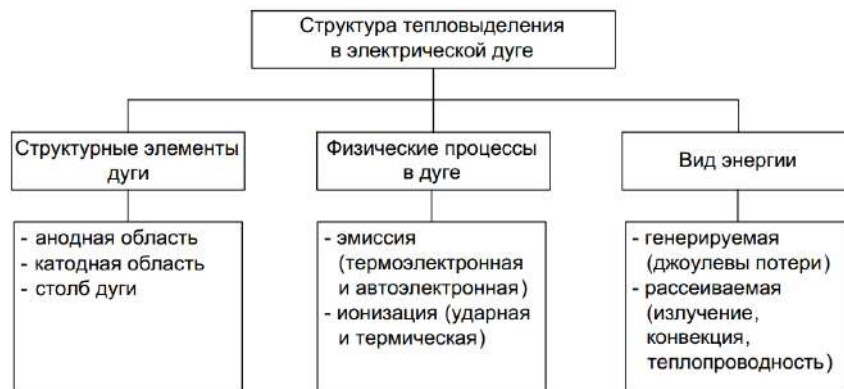 Структура тепловыделения
в электрической дуге
Структурные элементы
дуги
Физические процессы
в дуге
Вид энергии
- анодная область
- катодная область
- столб дуги
- эмиссия
(термоэлектронная
и автоэлектронная)
- ионизация (ударная
и термическая)
- генерируемая
(джоулевы потери)
- рассеиваемая
(излучение,
конвекция,
теплопроводность)